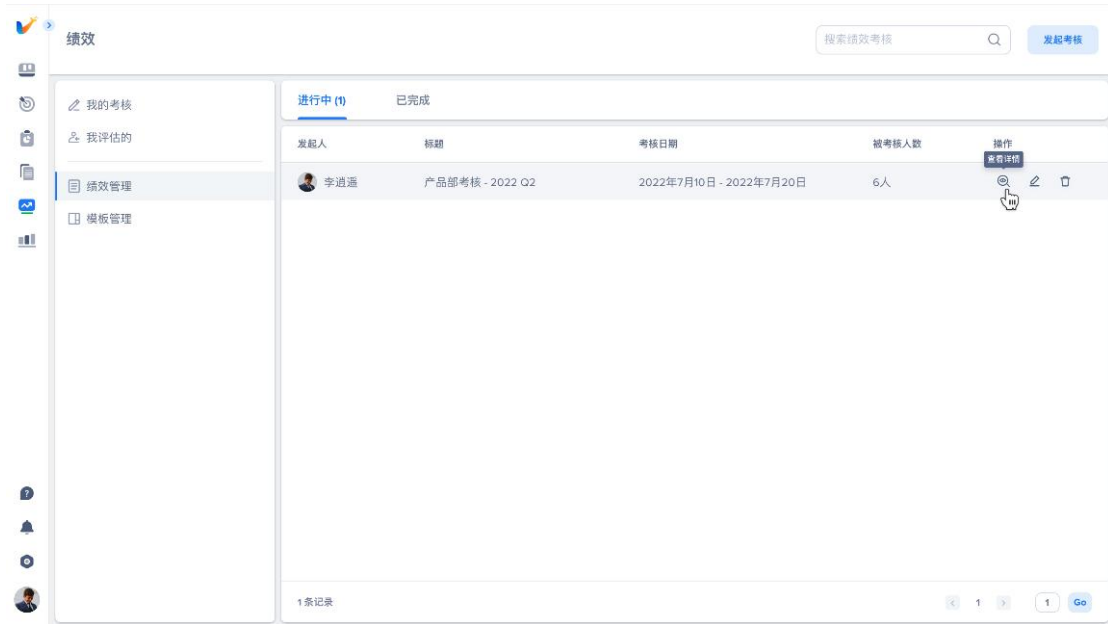 绩效
搜索绩效考核
发起考核
我的考核
我评估的
绩效管理
模板管理
进行中 (1)
已完成
发起人 标题 考核日期 被考核人数 操作
查看详情
李逍遥 产品部考核 - 2022 Q2 2022年7月10日 - 2022年7月20日 6人
1 条记录
1
1
Go